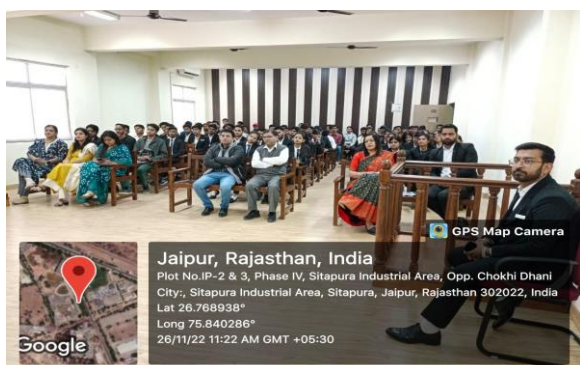 GPS Map Camera
Jaipur, Rajasthan, India
Plot No.IP-2 & 3, Phase IV, Sitapura Industrial Area, Opp. Chokhi Dhani
City:, Sitapura Industrial Area, Sitapura, Jaipur, Rajasthan 302022, India
Lat 26.768938°
Long 75.840286°
26/11/22 11:22 AM GMT +05:30
Google